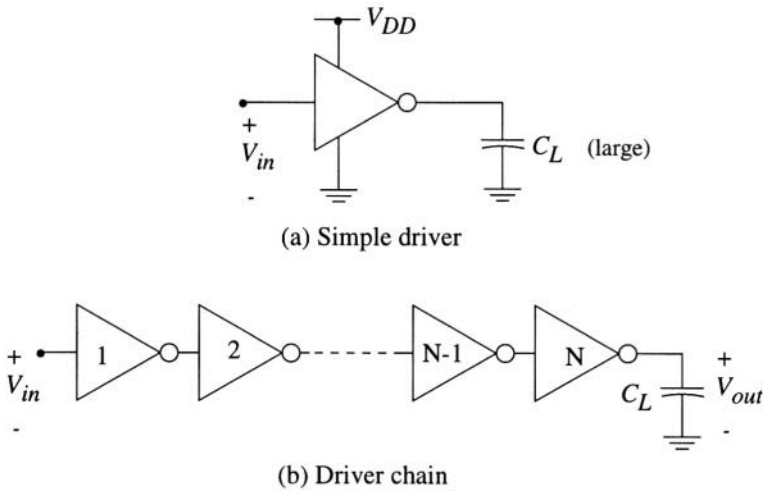 V_DD
+
V_in
-
C_L (large)
(a) Simple driver
+
V_in
-
1
2
N-1
N
C_L
+
V_out
-
(b) Driver chain